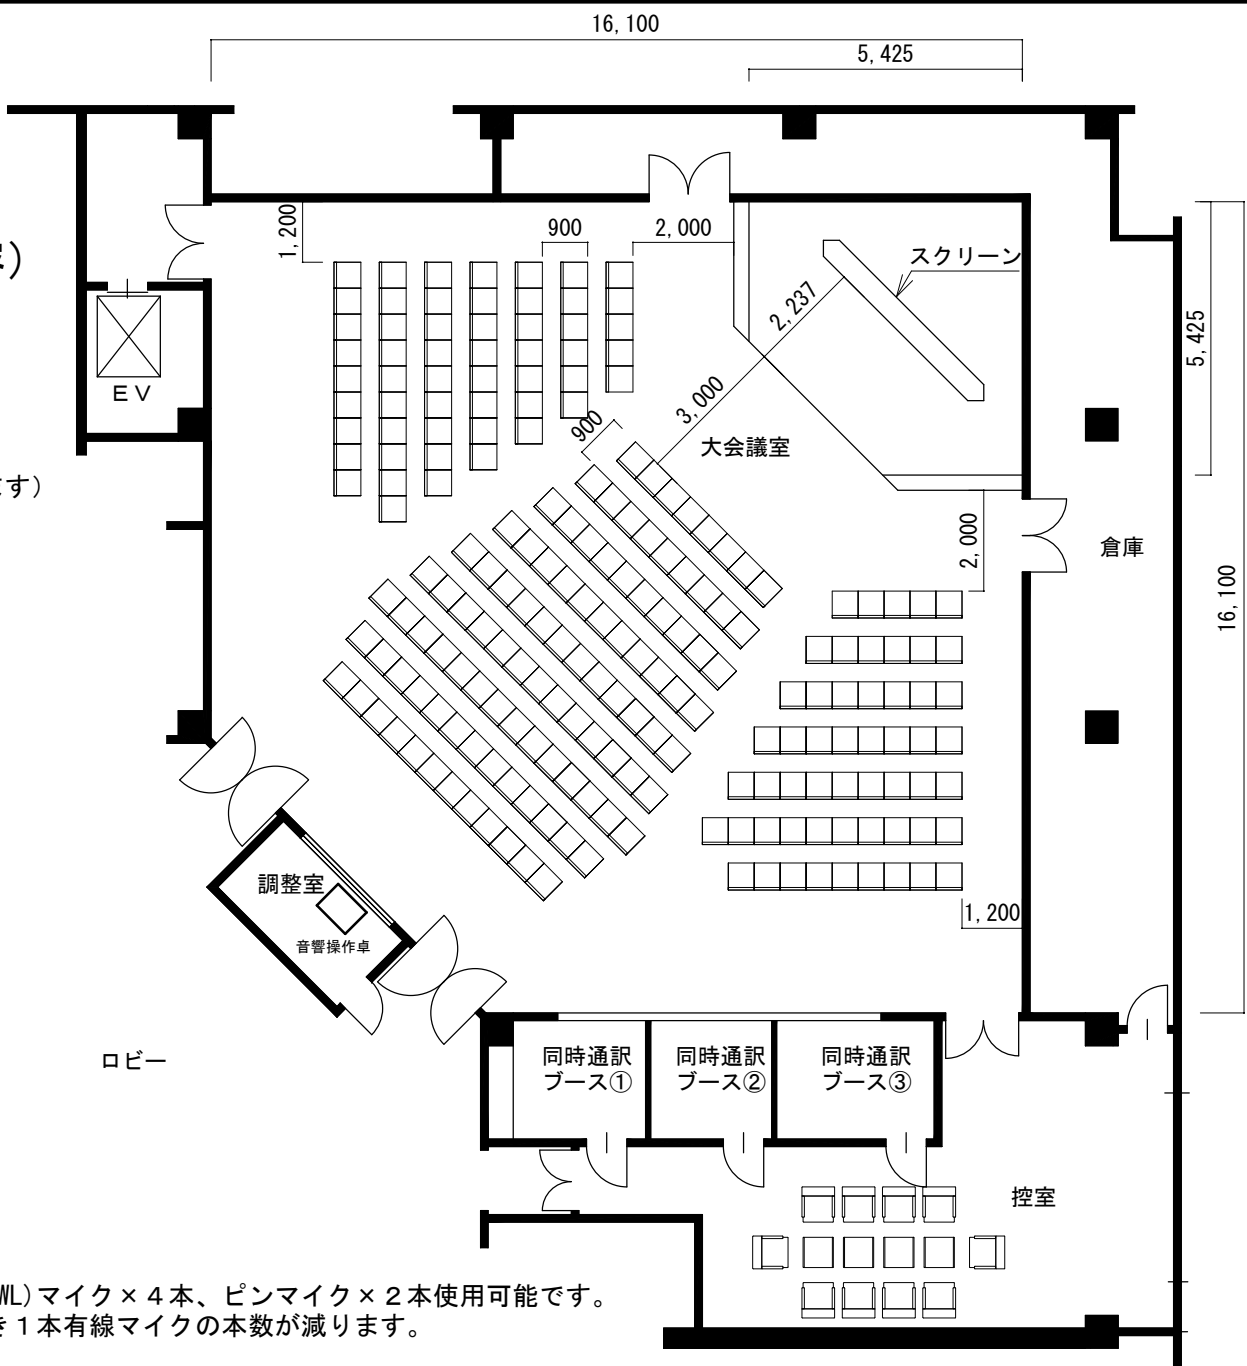 16,100
5,425
1,200
900
2,000
スクリーン
2,237
5,425
EV
3,000
900
大会議室
す）
2,000
倉庫
16,100
調整室
音響操作卓
1,200
ロビー
同時通訳
ブース①
同時通訳
ブース②
同時通訳
ブース③
控室
WL)マイク×４本、ピンマイク×２本使用可能です。
１本有線マイクの本数が減ります。